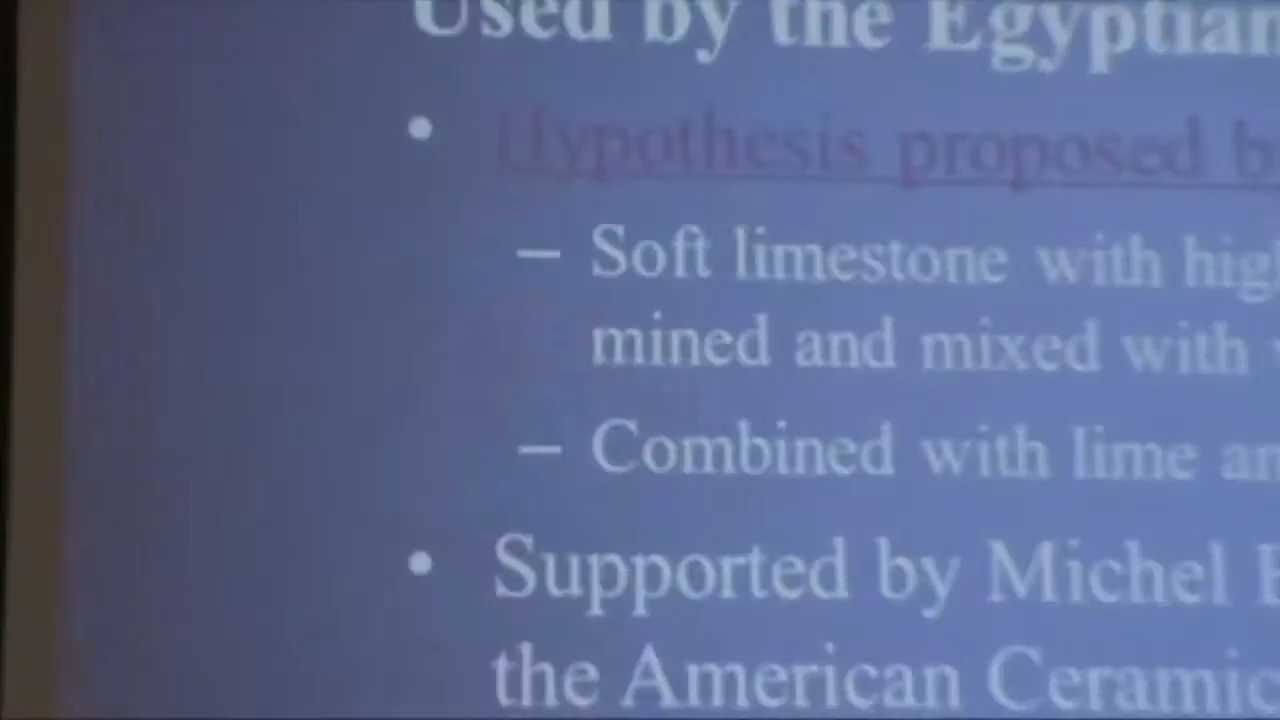 Used by the Egyptian
• Hypothesis proposed b
– Soft limestone with hig
mined and mixed with
– Combined with lime an
• Supported by Michel
the American Ceramic